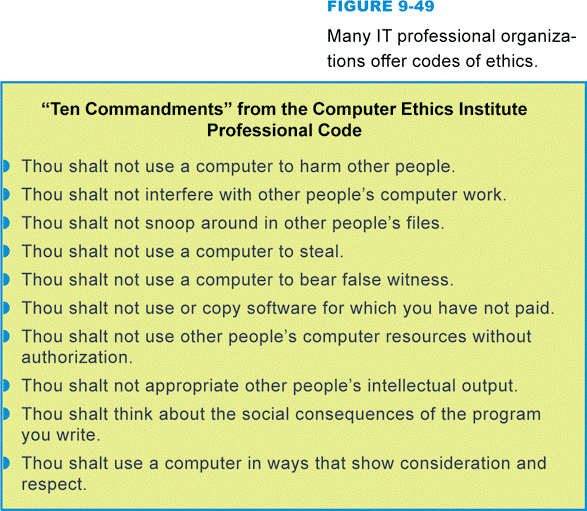 FIGURE 9-49
Many IT professional organiza-
tions offer codes of ethics.
“Ten Commandments” from the Computer Ethics Institute
Professional Code
Thou shalt not use a computer to harm other people.
Thou shalt not interfere with other people’s computer work.
Thou shalt not snoop around in other people’s files.
Thou shalt not use a computer to steal.
Thou shalt not use a computer to bear false witness.
Thou shalt not use or copy software for which you have not paid.
Thou shalt not use other people’s computer resources without
authorization.
Thou shalt not appropriate other people’s intellectual output.
Thou shalt think about the social consequences of the program
you write.
Thou shalt use a computer in ways that show consideration and
respect.